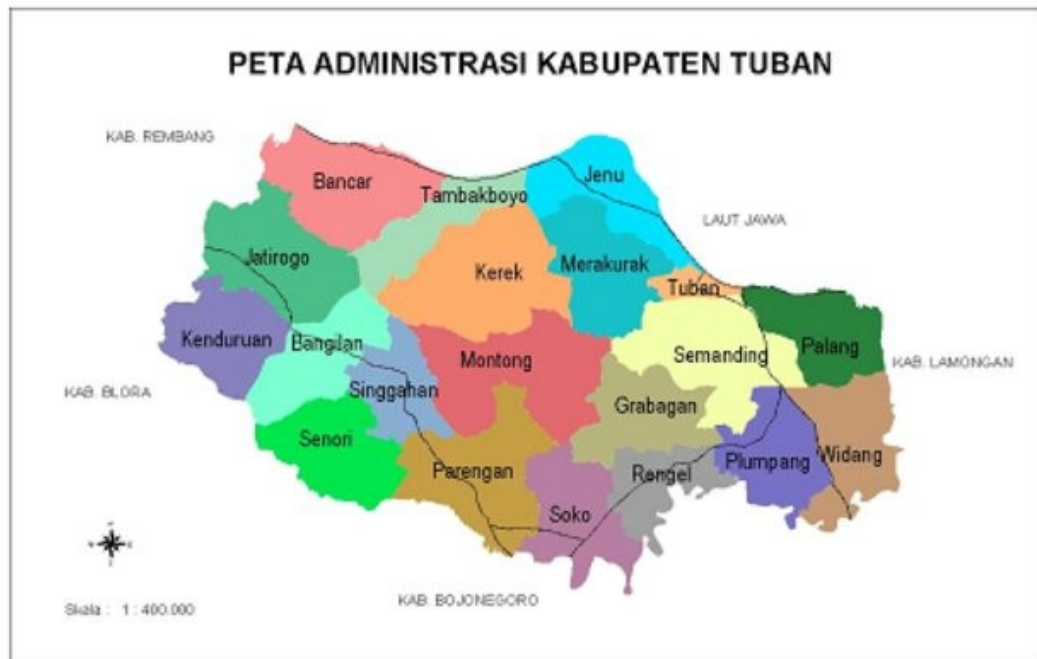 PETA ADMINISTRASI KABUPATEN TUBAN
KAB. REMBANG
Jenu
Bancar
Tambakboyo
LAUT JAWA
Jatirogo
Kerek
Merakurak
Tuban
Kenduruan
Bangilan
Montong
Semanding
Palang
KAB. LAMONGAN
KAB. BLORA
Singgahan
Grabagan
Senori
Parengan
Rengel
Plumpang
Widang
Soko
KAB. BOJONEGORO
Skala : 1 : 400.000